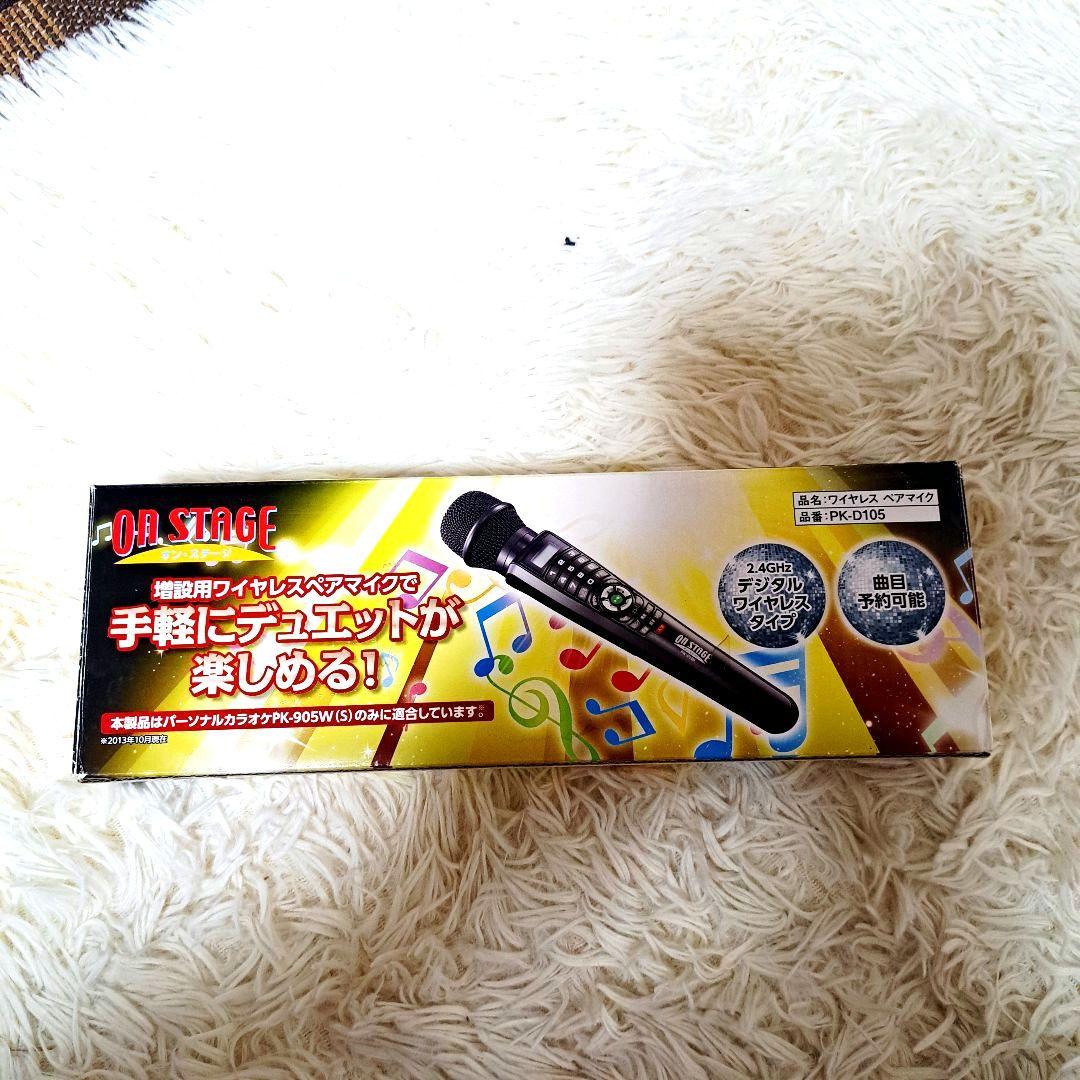 ON STAGE
オン・ステージ
増設用ワイヤレスペアマイクで
手軽にデュエットが
楽しめる!
本製品はパーソナルカラオケPK-905W(S)のみに適合しています※。
※2013年10月現在
ON STAGE
品名:ワイヤレス ペアマイク
品番:PK-D105
2.4GHz
デジタル
ワイヤレス
タイプ
曲目
予約可能